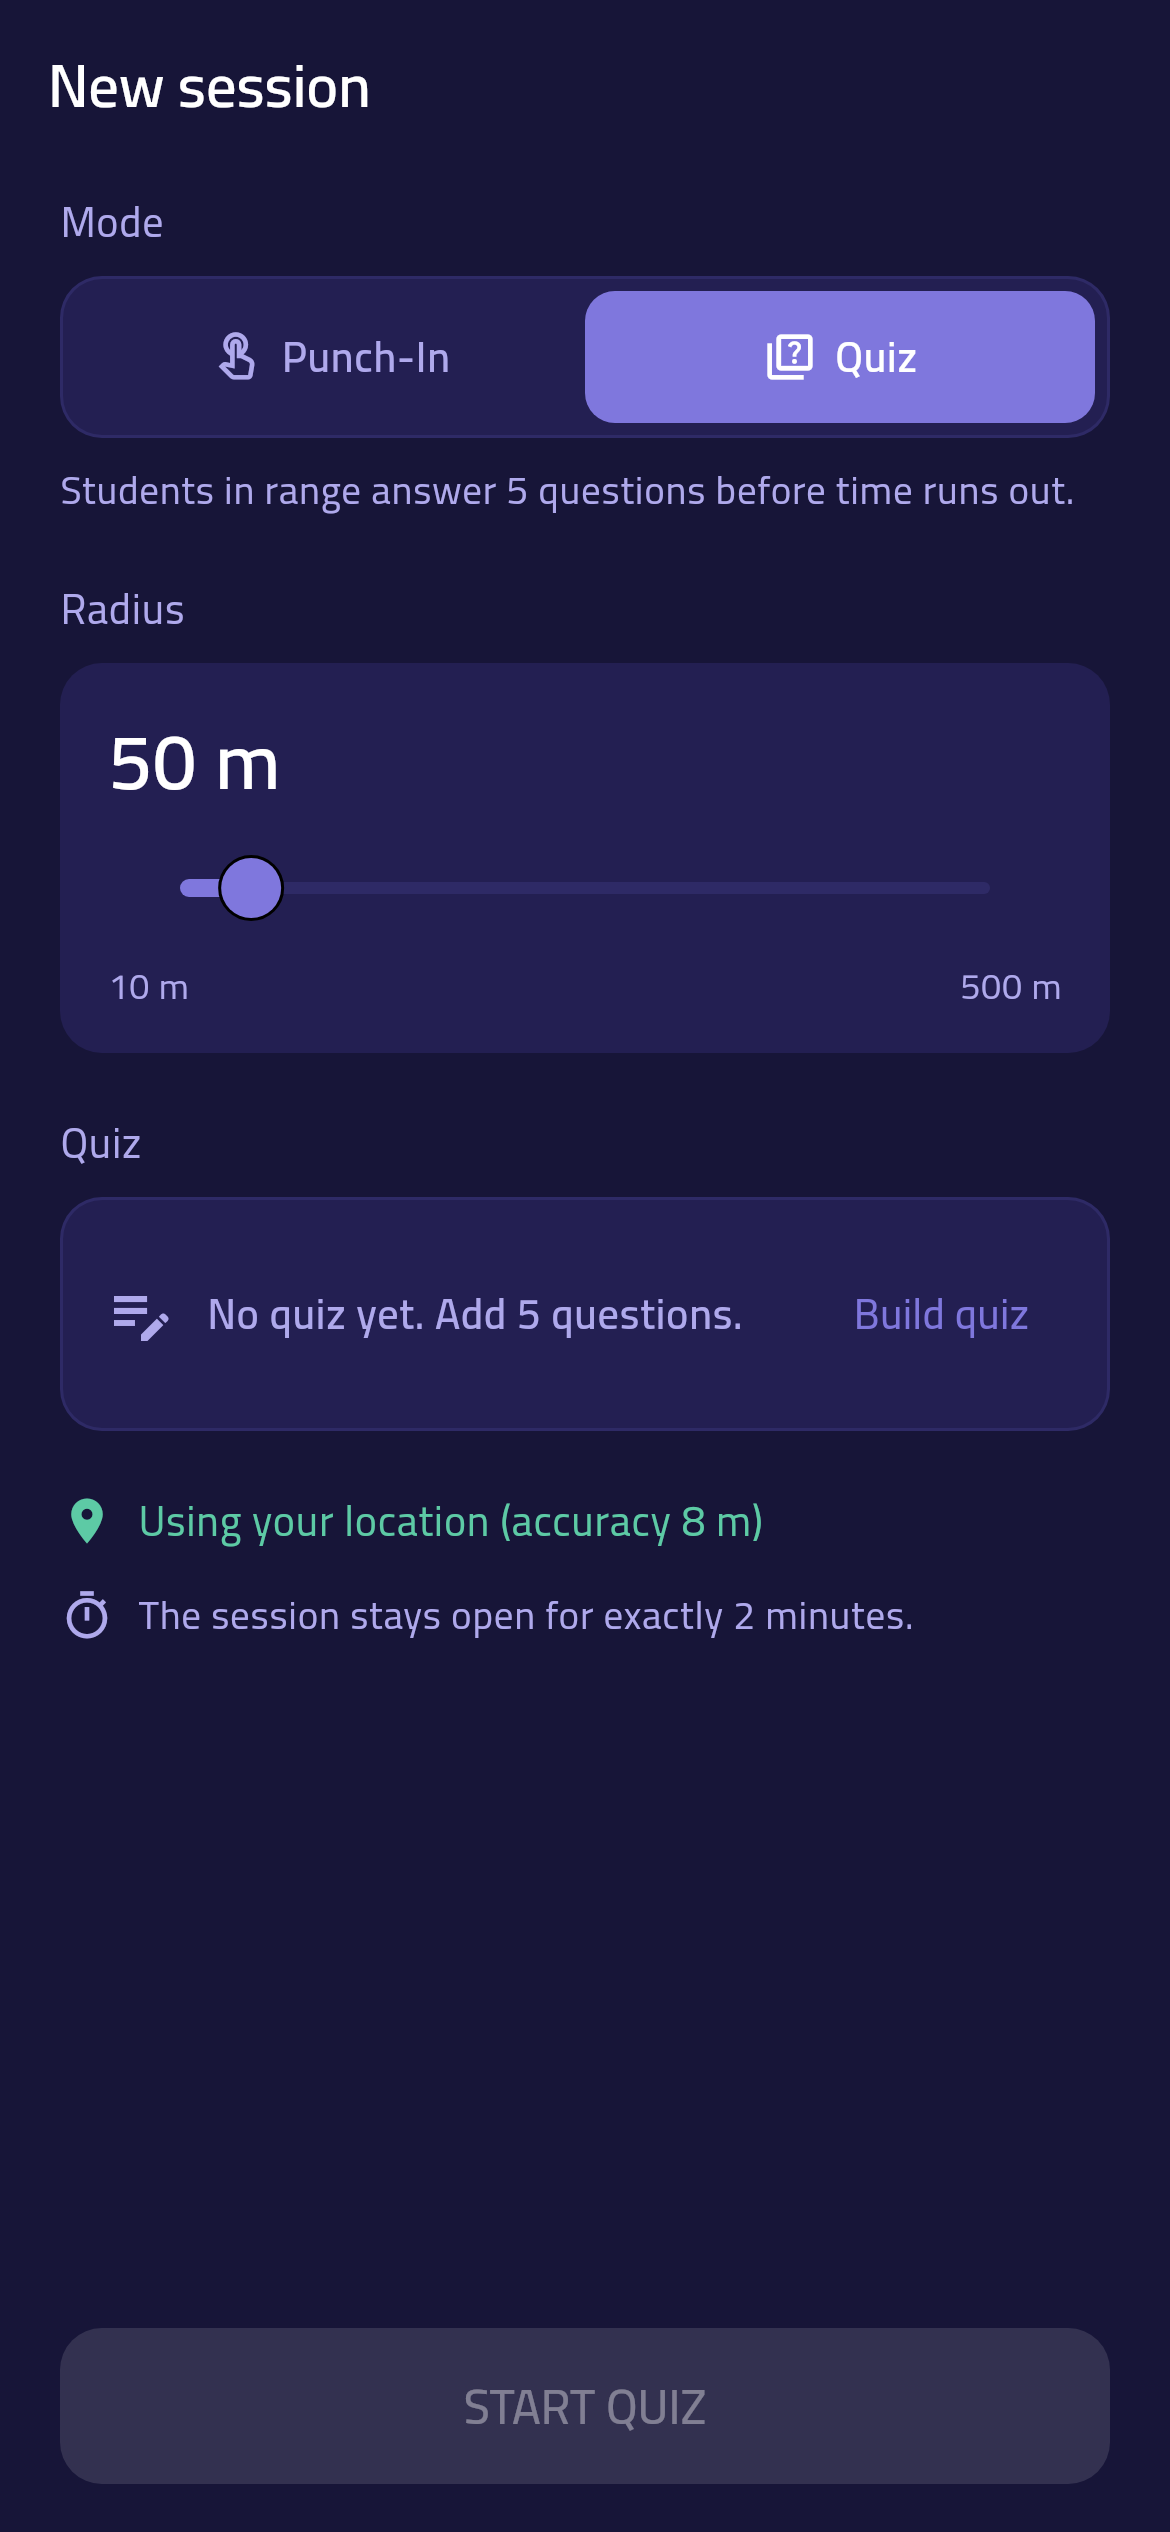 New session
Mode
Punch-In
Quiz
Students in range answer 5 questions before time runs out.
Radius
50 m
10 m
500 m
Quiz
No quiz yet. Add 5 questions.
Build quiz
Using your location (accuracy 8 m)
The session stays open for exactly 2 minutes.
START QUIZ